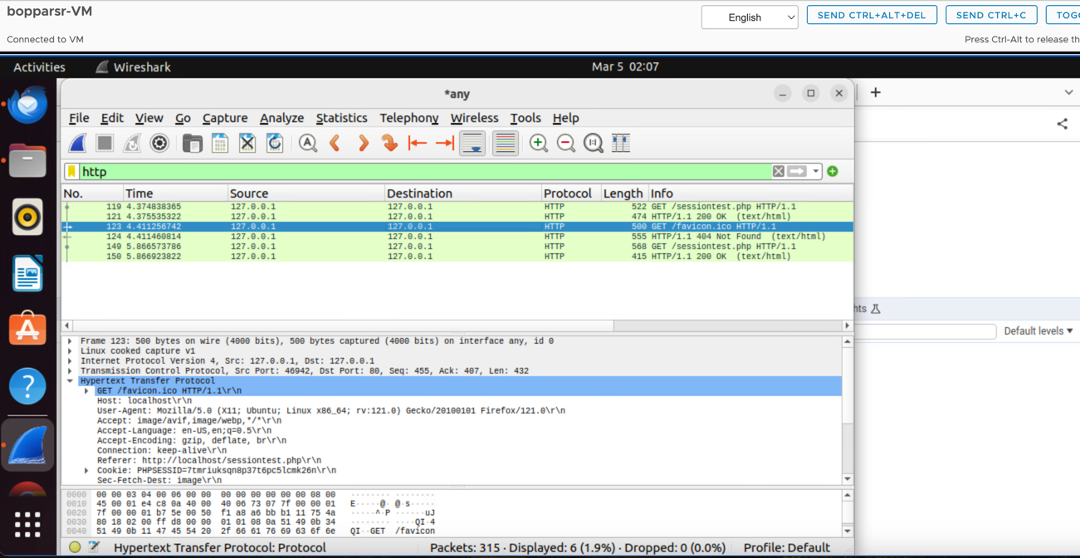 bopparsr-VM
English
SEND CTRL+ALT+DEL
SEND CTRL+C
TOGG
Connected to VM
Press Ctrl-Alt to release th
Activities
Wireshark
Mar 5 02:07
*any
File Edit View Go Capture Analyze Statistics Telephony Wireless Tools Help
http
No. Time Source Destination Protocol Length Info
119 4.374838365 127.0.0.1 127.0.0.1 HTTP 522 GET /sessiontest.php HTTP/1.1
121 4.375535322 127.0.0.1 127.0.0.1 HTTP 474 HTTP/1.1 200 OK (text/html)
123 4.411256742 127.0.0.1 127.0.0.1 HTTP 500 GET /favicon.ico HTTP/1.1
124 4.411460814 127.0.0.1 127.0.0.1 HTTP 555 HTTP/1.1 404 Not Found (text/html)
149 5.866573786 127.0.0.1 127.0.0.1 HTTP 568 GET /sessiontest.php HTTP/1.1
150 5.866923822 127.0.0.1 127.0.0.1 HTTP 415 HTTP/1.1 200 OK (text/html)
hts
Default levels
Frame 123: 500 bytes on wire (4000 bits), 500 bytes captured (4000 bits) on interface any, id 0
Linux cooked capture v1
Internet Protocol Version 4, Src: 127.0.0.1, Dst: 127.0.0.1
Transmission Control Protocol, Src Port: 46942, Dst Port: 80, Seq: 455, Ack: 407, Len: 432
Hypertext Transfer Protocol
GET /favicon.ico HTTP/1.1\r\n
Host: localhost\r\n
User-Agent: Mozilla/5.0 (X11; Ubuntu; Linux x86_64; rv:121.0) Gecko/20100101 Firefox/121.0\r\n
Accept: image/avif,image/webp,*/*\r\n
Accept-Language: en-US,en;q=0.5\r\n
Accept-Encoding: gzip, deflate, br\r\n
Connection: keep-alive\r\n
Referer: http://localhost/sessiontest.php\r\n
Cookie: PHPSESSID=7tmriuksqn8p37t6pc5lcmk26n\r\n
Sec-Fetch-Dest: image\r\n
0000 00 00 03 04 00 06 00 00 00 00 00 00 00 00 08 00 ········ ········
0010 45 00 01 e4 c8 0a 40 00 40 06 73 07 7f 00 00 01 E·····@· @·s·····
0020 7f 00 00 01 b7 5e 00 50 f1 a8 a6 bb b1 11 75 4a ·····^·P ······uJ
0030 80 18 02 00 ff d8 00 00 01 01 08 0a 51 49 0b 34 ········ ····QI·4
0040 51 49 0b 11 47 45 54 20 2f 66 61 76 69 63 6f 6e QI··GET /favicon
Hypertext Transfer Protocol: Protocol
Packets: 315 · Displayed: 6 (1.9%) · Dropped: 0 (0.0%)
Profile: Default